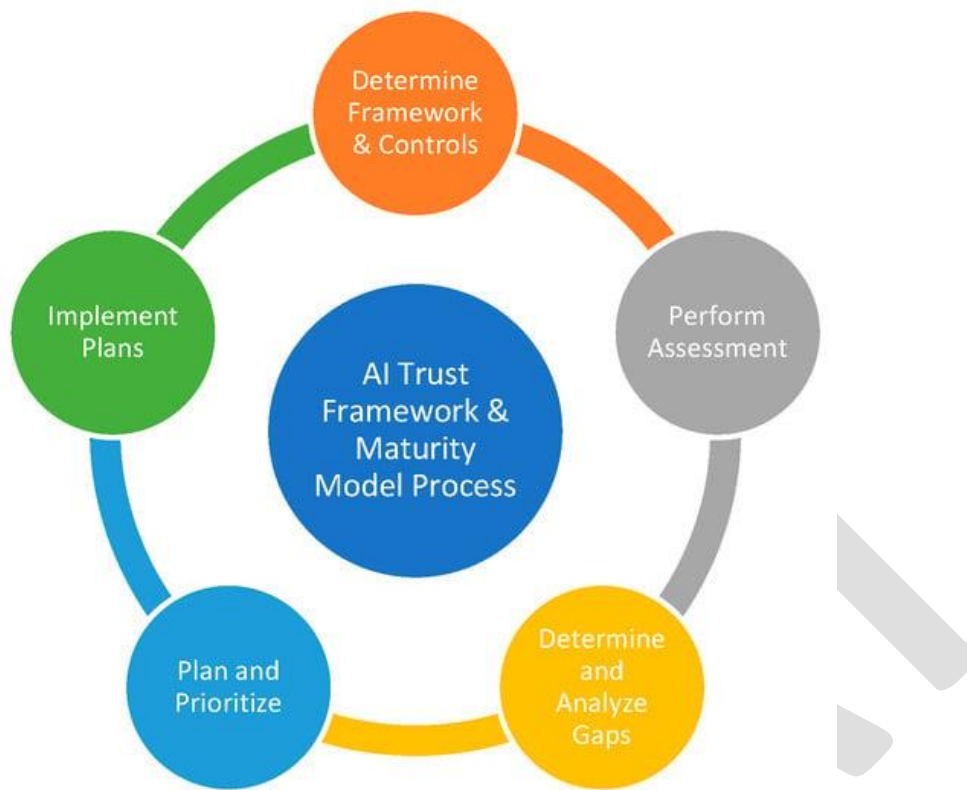 Determine
Framework
& Controls
Perform
Assessment
Determine
and
Analyze
Gaps
Plan and
Prioritize
Implement
Plans
AI Trust
Framework &
Maturity
Model Process